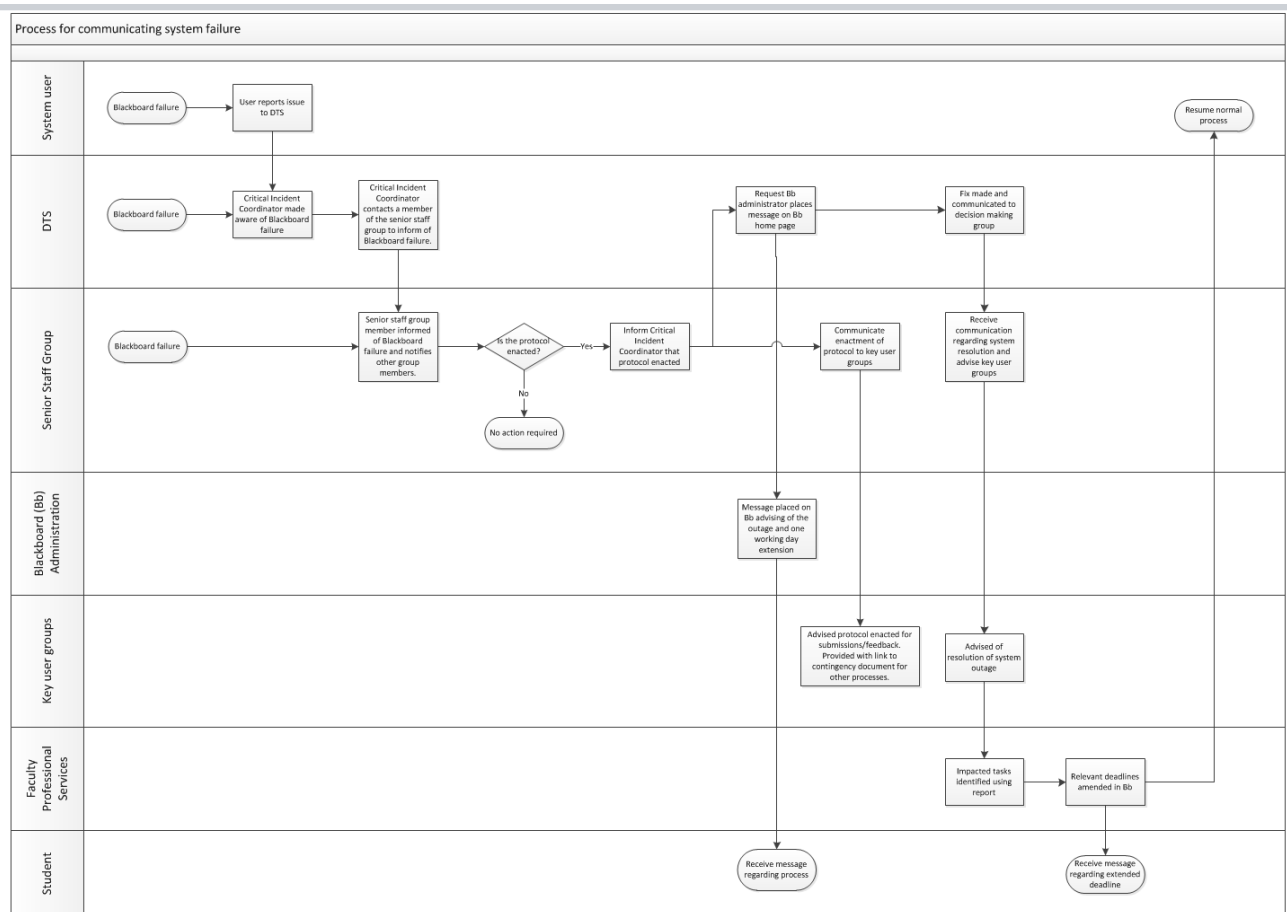 Process for communicating system failure
System user
Blackboard failure
User reports issue
to DTS
Resume normal
process
DTS
Blackboard failure
Critical Incident
Coordinator made
aware of Blackboard
failure
Critical Incident
Coordinator
contacts a member
of the senior staff
group to inform of
Blackboard failure.
Request Bb
administrator places
message on Bb
home page
Fix made and
communicated to
decision making
group
Senior Staff Group
Blackboard failure
Senior staff group
member informed
of Blackboard
failure and notifies
other group
members.
Is the protocol
enacted?
Yes
No
No action required
Inform Critical
Incident
Coordinator that
protocol enacted
Communicate
enactment of
protocol to key user
groups
Receive
communication
regarding system
resolution and
advise key user
groups
Blackboard (Bb)
Administration
Message placed on
Bb advising of the
outage and one
working day
extension
Key user groups
Advised protocol enacted for
submissions/feedback.
Provided with link to
contingency document for
other processes.
Advised of
resolution of system
outage
Faculty
Professional
Services
Impacted tasks
identified using
report
Relevant deadlines
amended in Bb
Student
Receive message
regarding process
Receive message
regarding extended
deadline